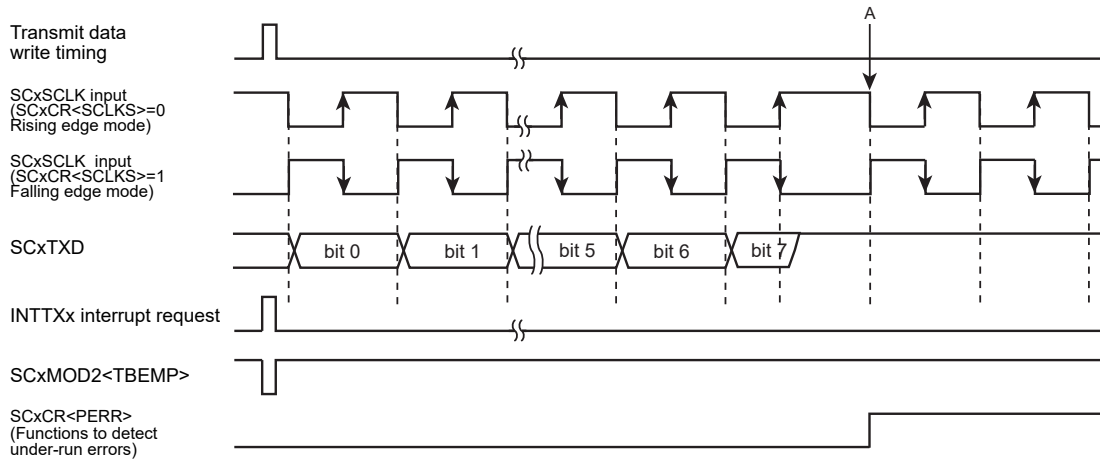 A
Transmit data
write timing
SCxSCLK input
(SCxCR<SCLKS>=0
Rising edge mode)
SCxSCLK input
(SCxCR<SCLKS>=1
Falling edge mode)
SCxTXD
bit 0 bit 1 bit 5 bit 6 bit 7
INTTXx interrupt request
SCxMOD2<TBEMP>
SCxCR<PERR>
(Functions to detect
under-run errors)